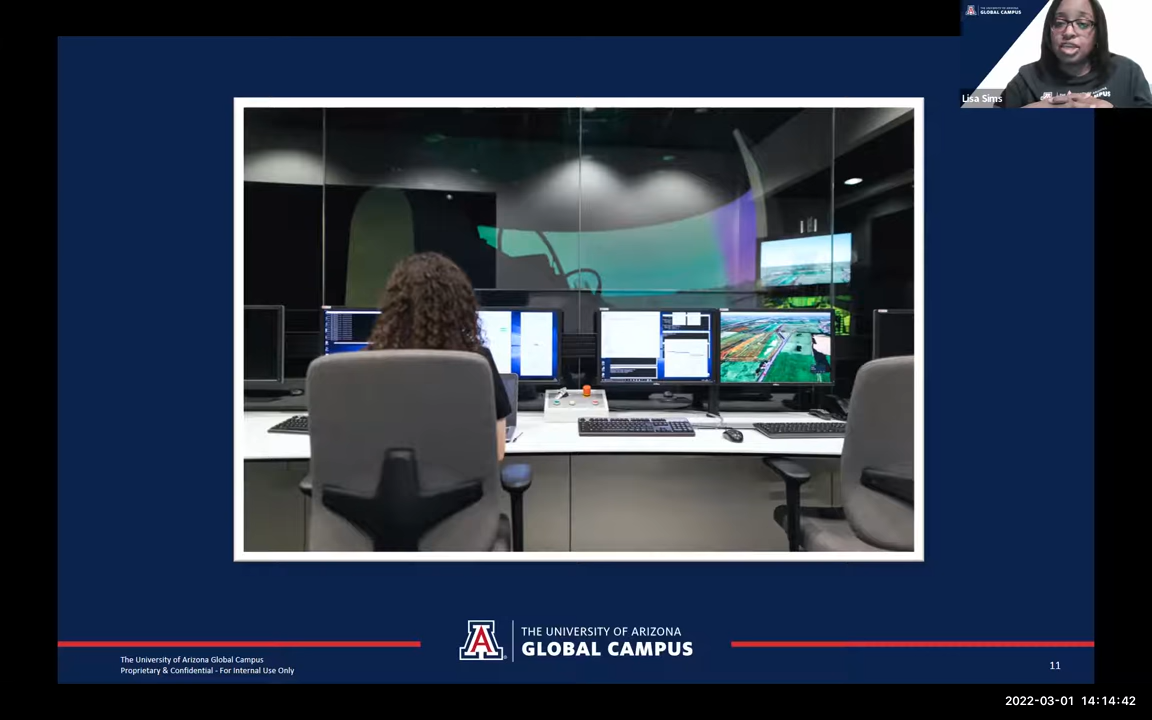 THE UNIVERSITY OF ARIZONA
GLOBAL CAMPUS
Lisa Sims
THE UNIVERSITY OF ARIZONA
GLOBAL CAMPUS
The University of Arizona Global Campus
Proprietary & Confidential - For Internal Use Only
11
2022-03-01 14:14:42